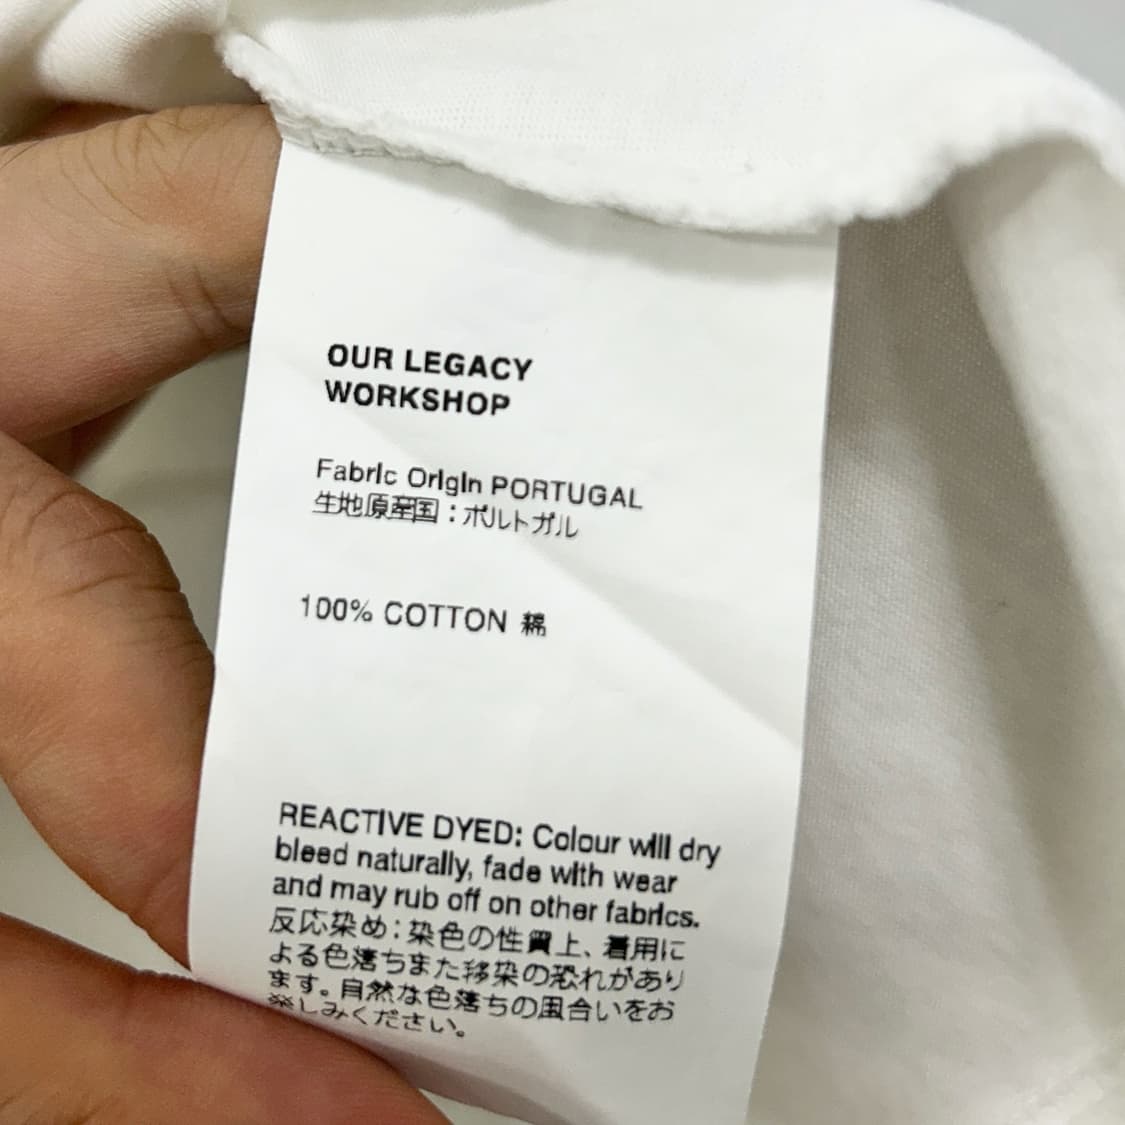 OUR LEGACY
WORKSHOP
Fabric Origin PORTUGAL
生地原産国：ポルトガル
100% COTTON 綿
REACTIVE DYED: Colour will dry
bleed naturally, fade with wear
and may rub off on other fabrics.
反応染め：染色の性質上、着用に
よる色落ちまた移染の恐れがあり
ます。自然な色落ちの風合いをお
楽しみください。